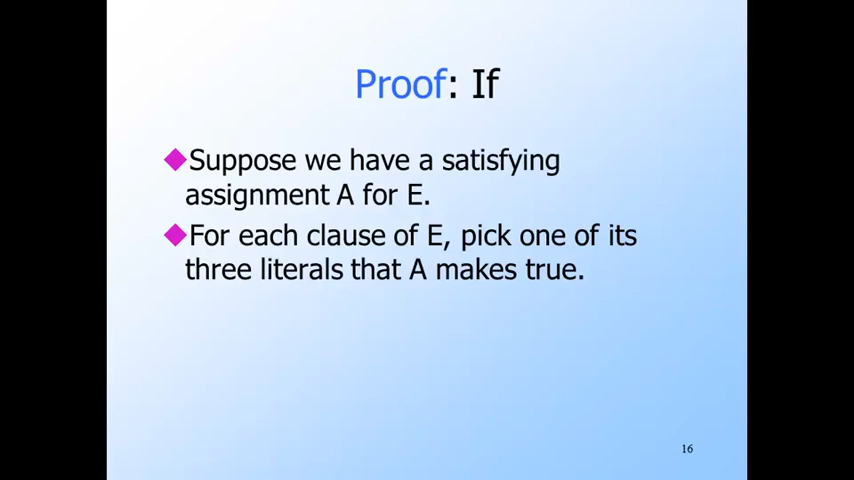 Proof: If
Suppose we have a satisfying
assignment A for E.
For each clause of E, pick one of its
three literals that A makes true.
16